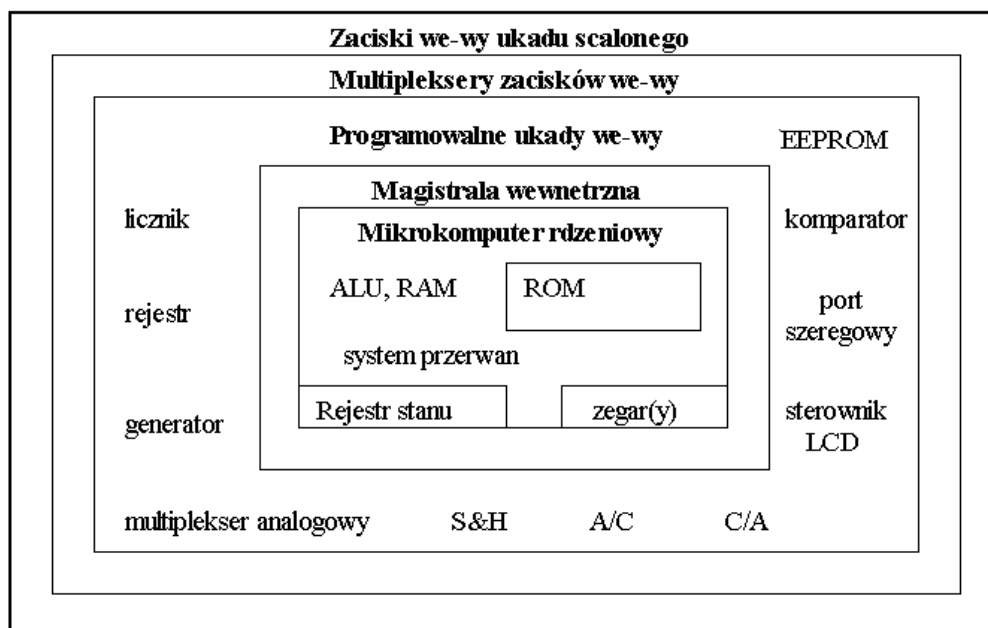 Zaciski we-wy ukadu scalonego
Multipleksery zacisków we-wy
Programowalne ukady we-wy
EEPROM
Magistrala wewnetrzna
licznik
komparator
Mikrokomputer rdzeniowy
ALU, RAM
ROM
rejestr
port
szeregowy
system przerwan
Rejestr stanu
zegar(y)
generator
sterownik
LCD
multiplekser analogowy
S&H
A/C
C/A